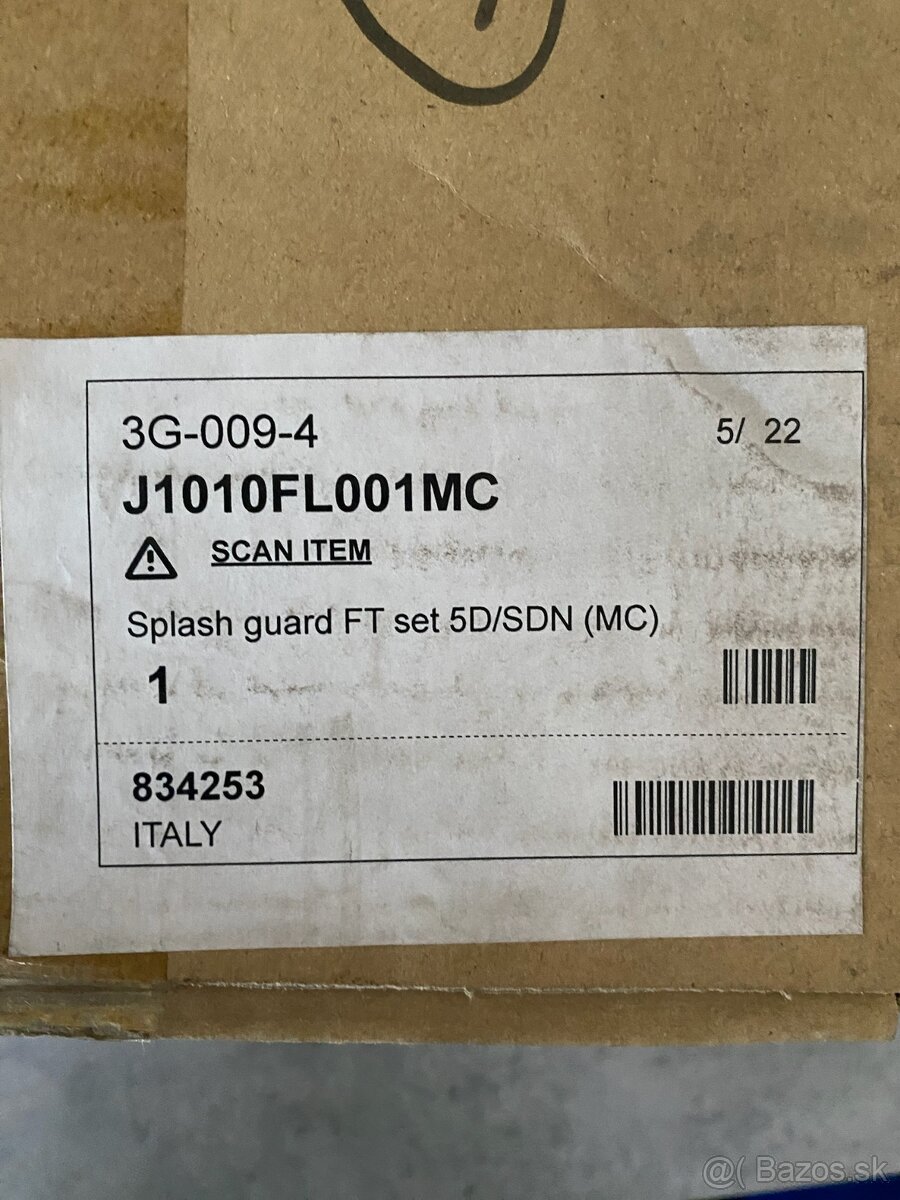 3G-009-4 5/ 22
J1010FL001MC
SCAN ITEM
Splash guard FT set 5D/SDN (MC)
1
834253
ITALY
@( Bazos.sk